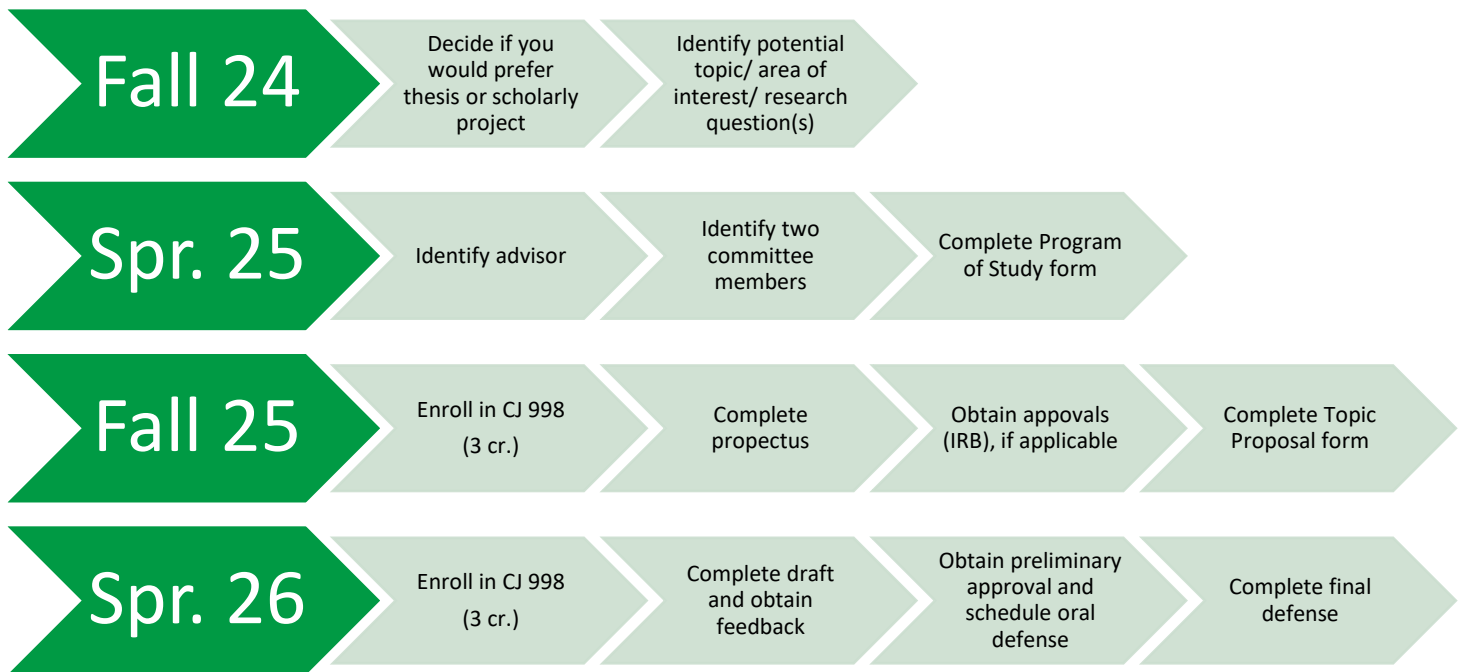 Fall 24
Decide if you
would prefer
thesis or scholarly
project
Identify potential
topic/ area of
interest/ research
question(s)
Spr. 25
Identify advisor
Identify two
committee
members
Complete Program
of Study form
Fall 25
Enroll in CJ 998
(3 cr.)
Complete
propectus
Obtain appovals
(IRB), if applicable
Complete Topic
Proposal form
Spr. 26
Enroll in CJ 998
(3 cr.)
Complete draft
and obtain
feedback
Obtain preliminary
approval and
schedule oral
defense
Complete final
defense